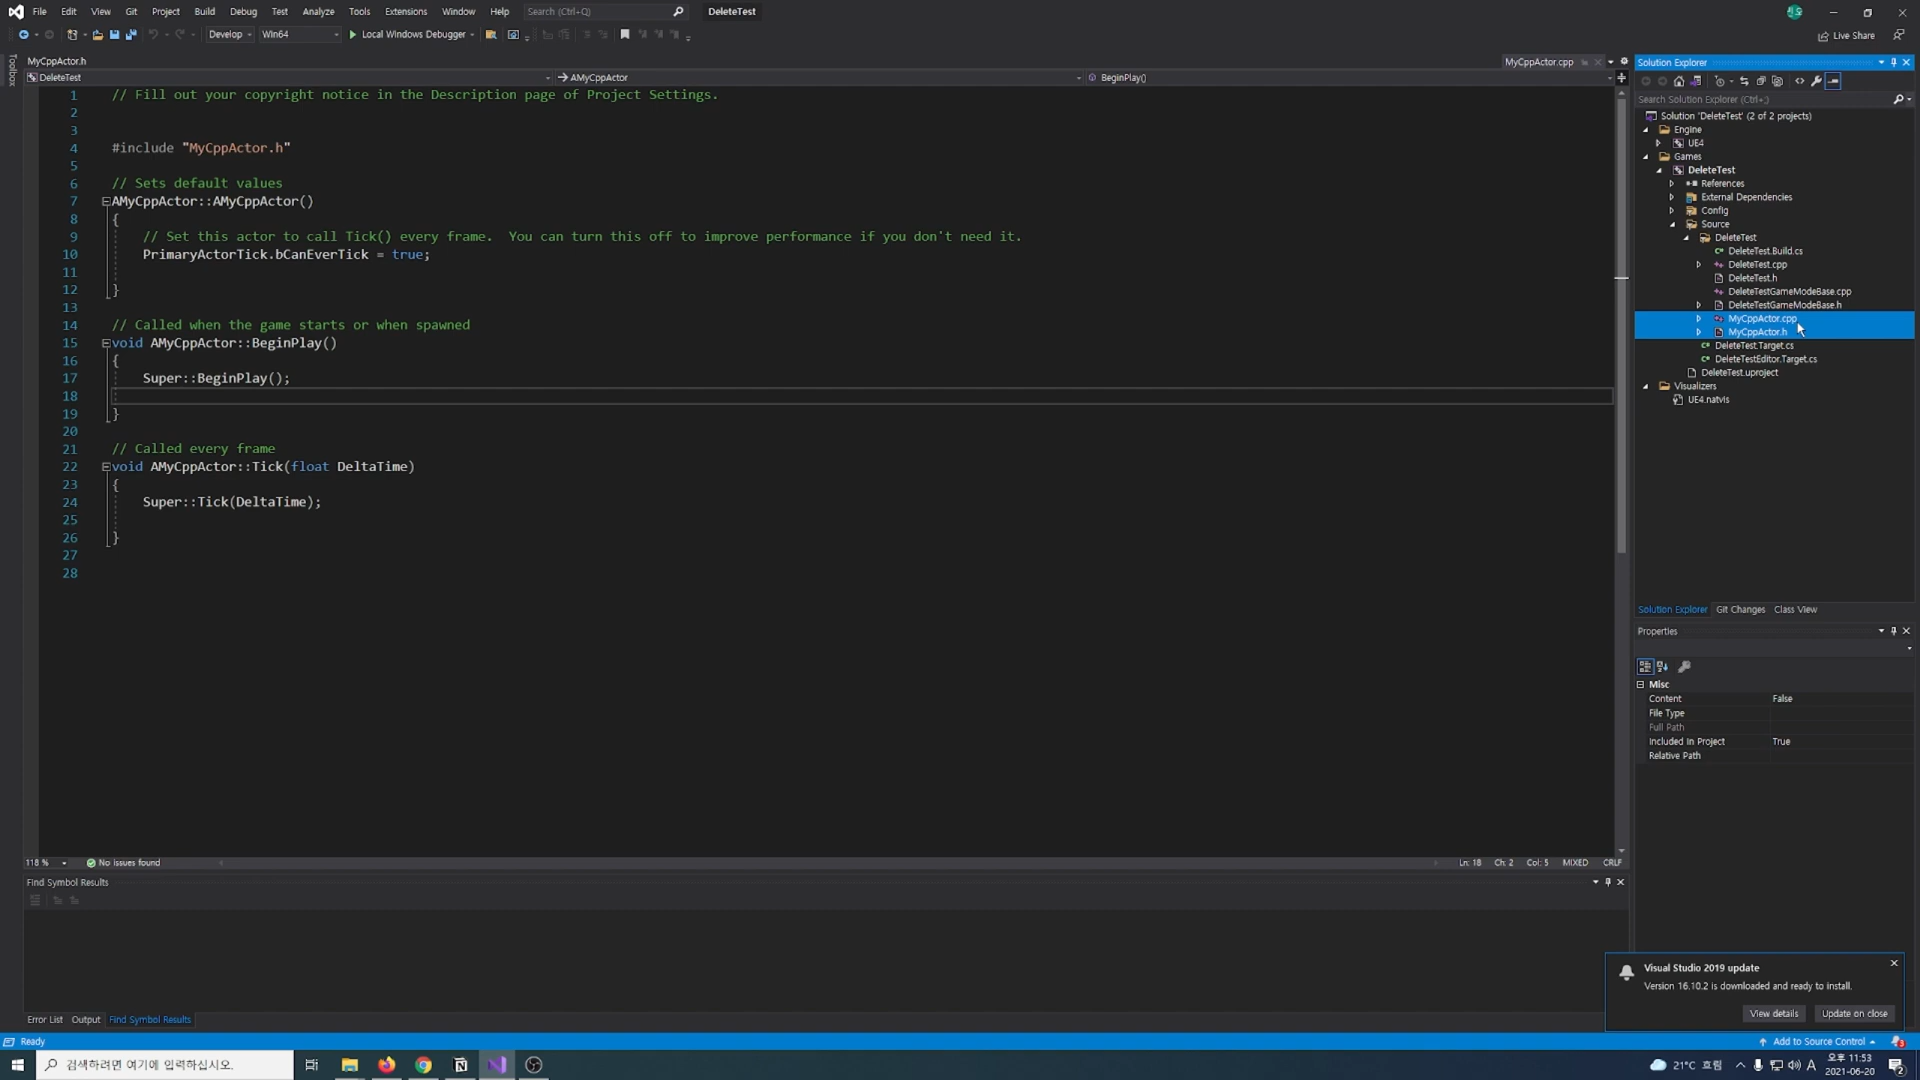 File Edit View Git Project Build Debug Test Analyze Tools Extensions Window Help Search (Ctrl+Q) DeleteTest
Develop Win64 Local Windows Debugger Live Share
Toolbox
MyCppActor.h MyCppActor.cpp
DeleteTest AMyCppActor BeginPlay()
1 // Fill out your copyright notice in the Description page of Project Settings.
2
3
4 #include "MyCppActor.h"
5
6 // Sets default values
7 AMyCppActor::AMyCppActor()
8 {
9 // Set this actor to call Tick() every frame.  You can turn this off to improve performance if you don't need it.
10 PrimaryActorTick.bCanEverTick = true;
11
12 }
13
14 // Called when the game starts or when spawned
15 void AMyCppActor::BeginPlay()
16 {
17 Super::BeginPlay();
18
19 }
20
21 // Called every frame
22 void AMyCppActor::Tick(float DeltaTime)
23 {
24 Super::Tick(DeltaTime);
25
26 }
27
28
118 % No issues found Ln: 18 Ch: 2 Col: 5 MIXED CRLF
Find Symbol Results
Error List Output Find Symbol Results
Solution Explorer
Search Solution Explorer (Ctrl+;)
Solution 'DeleteTest' (2 of 2 projects)
Engine
UE4
Games
DeleteTest
References
External Dependencies
Config
Source
DeleteTest
DeleteTest.Build.cs
DeleteTest.cpp
DeleteTest.h
DeleteTestGameModeBase.cpp
DeleteTestGameModeBase.h
MyCppActor.cpp
MyCppActor.h
DeleteTest.Target.cs
DeleteTestEditor.Target.cs
DeleteTest.uproject
Visualizers
UE4.natvis
Solution Explorer Git Changes Class View
Properties
Misc
Content False
File Type
Full Path
Included In Project True
Relative Path
Visual Studio 2019 update
Version 16.10.2 is downloaded and ready to install.
View details Update on close
Ready Add to Source Control
검색하려면 여기에 입력하십시오. 21°C 흐림 A 오후 11:53
2021-06-20